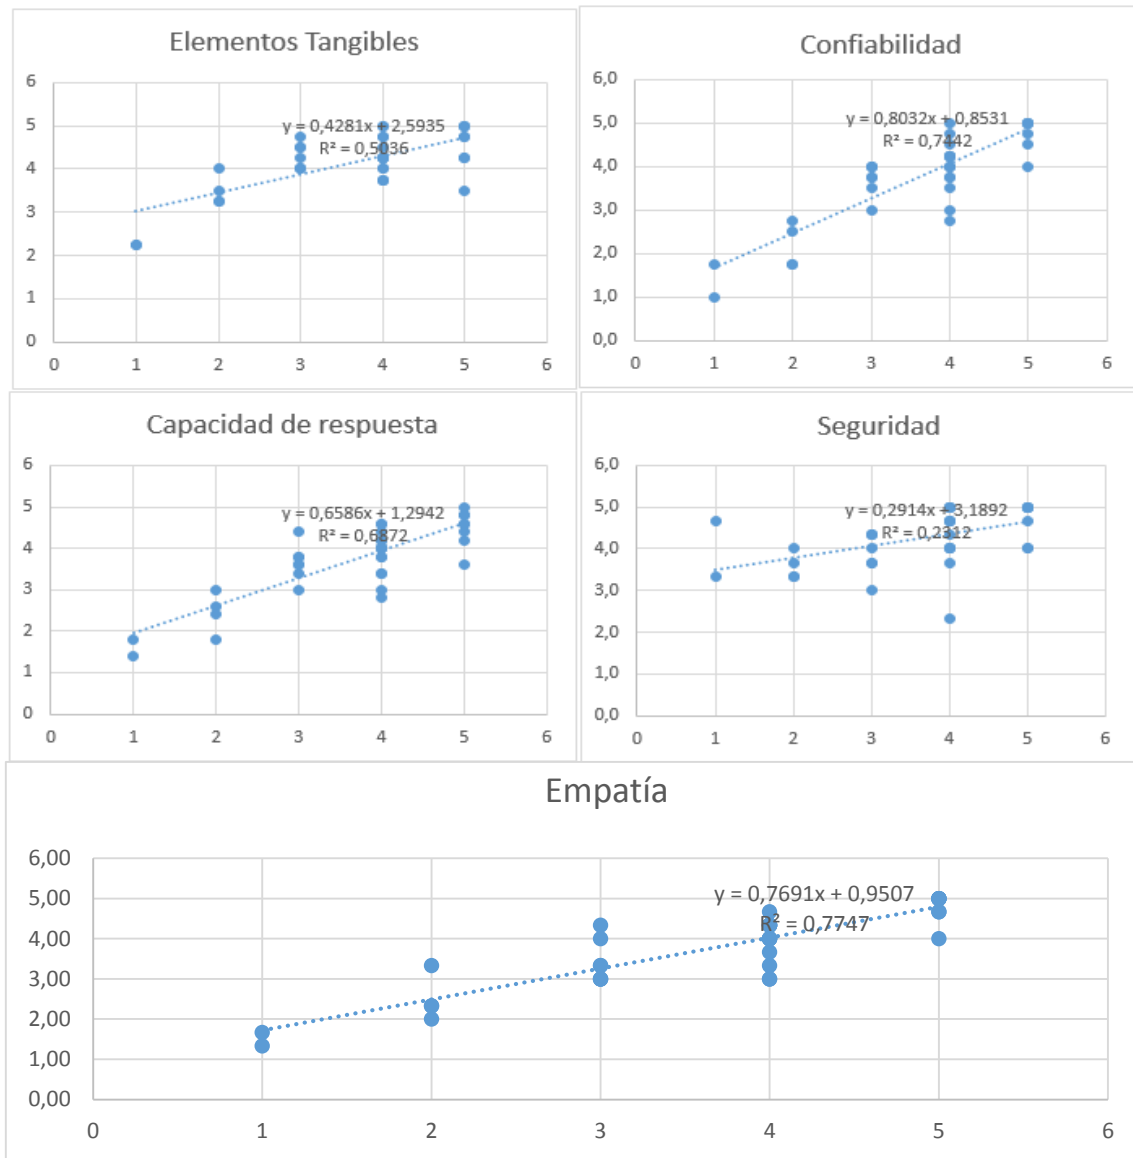 Elementos Tangibles
6
5
4
3
2
1
0
y = 0,4281x + 2,5935
R² = 0,5036
0 1 2 3 4 5 6
Confiabilidad
6,0
5,0
4,0
3,0
2,0
1,0
0,0
y = 0,8032x + 0,8531
R² = 0,7442
0 1 2 3 4 5 6
Capacidad de respuesta
6
5
4
3
2
1
0
y = 0,6586x + 1,2942
R² = 0,6872
0 1 2 3 4 5 6
Seguridad
6,0
5,0
4,0
3,0
2,0
1,0
0,0
y = 0,2914x + 3,1892
R² = 0,2312
0 1 2 3 4 5 6
Empatía
6,00
5,00
4,00
3,00
2,00
1,00
0,00
y = 0,7691x + 0,9507
R² = 0,7747
0 1 2 3 4 5 6